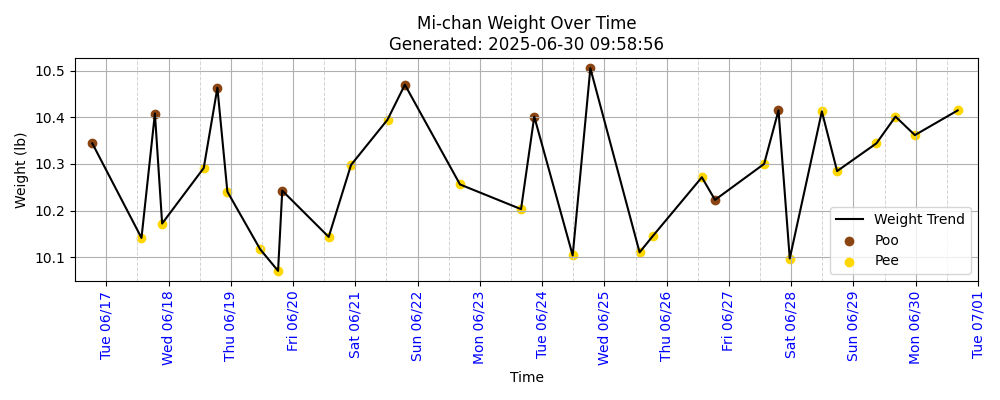 Mi-chan Weight Over Time
Generated: 2025-06-30 09:58:56
Weight (lb)
10.5
10.4
10.3
10.2
10.1
Weight Trend
Poo
Pee
Tue 06/17
Wed 06/18
Thu 06/19
Fri 06/20
Sat 06/21
Sun 06/22
Mon 06/23
Tue 06/24
Wed 06/25
Thu 06/26
Fri 06/27
Sat 06/28
Sun 06/29
Mon 06/30
Tue 07/01
Time